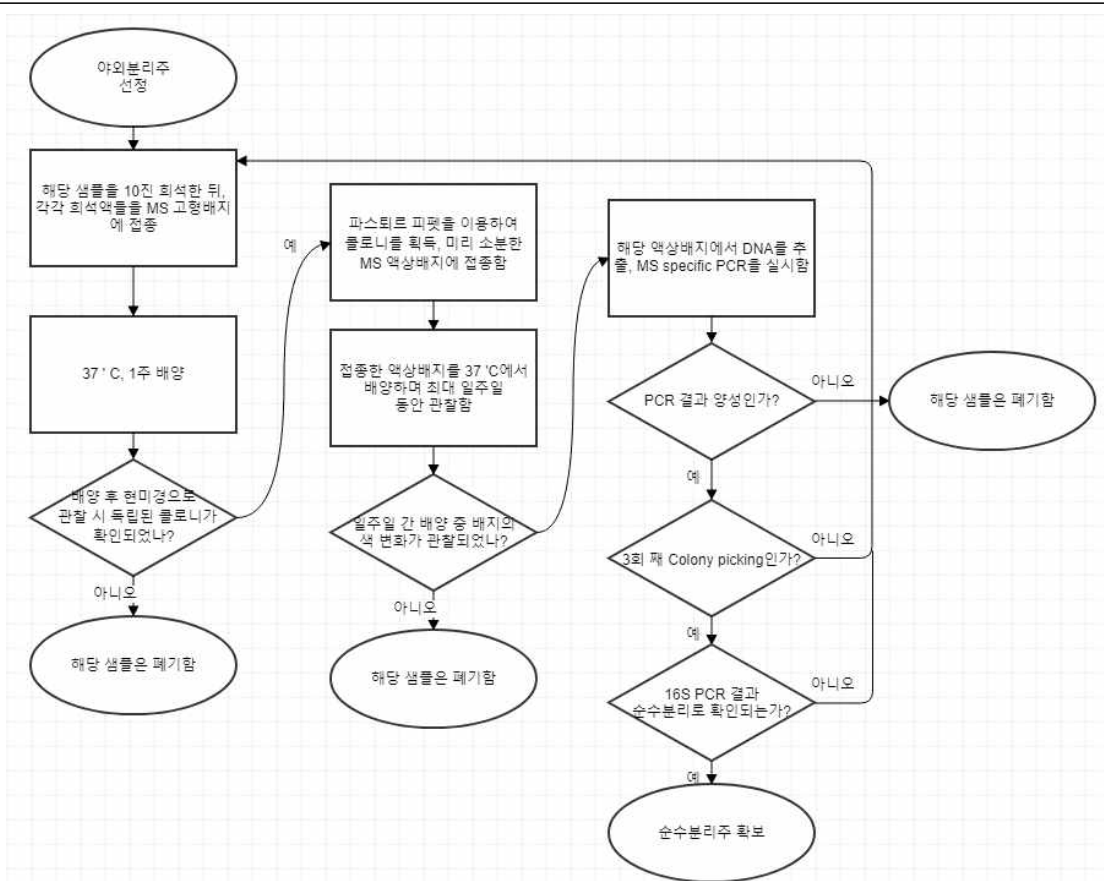 야외분리주
선정
해당 샘플을 10진 희석한 뒤,
각각 희석액들을 MS 고형배지
에 접종
37 ' C, 1주 배양
배양 후 현미경으로
관찰 시 독립된 콜로니가
확인되었나?
아니오
해당 샘플은 폐기함
예
파스퇴르 피펫을 이용하여
콜로니를 획득, 미리 소분한
MS 액상배지에 접종함
접종한 액상배지를 37 'C에서
배양하며 최대 일주일
동안 관찰함
일주일 간 배양 중 배지의
색 변화가 관찰되었나?
아니오
해당 샘플은 폐기함
해당 액상배지에서 DNA를 추
출, MS specific PCR을 실시함
PCR 결과 양성인가?
아니오
해당 샘플은 폐기함
예
3회 째 Colony picking인가?
아니오
예
16S PCR 결과
순수분리로 확인되는가?
아니오
예
순수분리주 확보